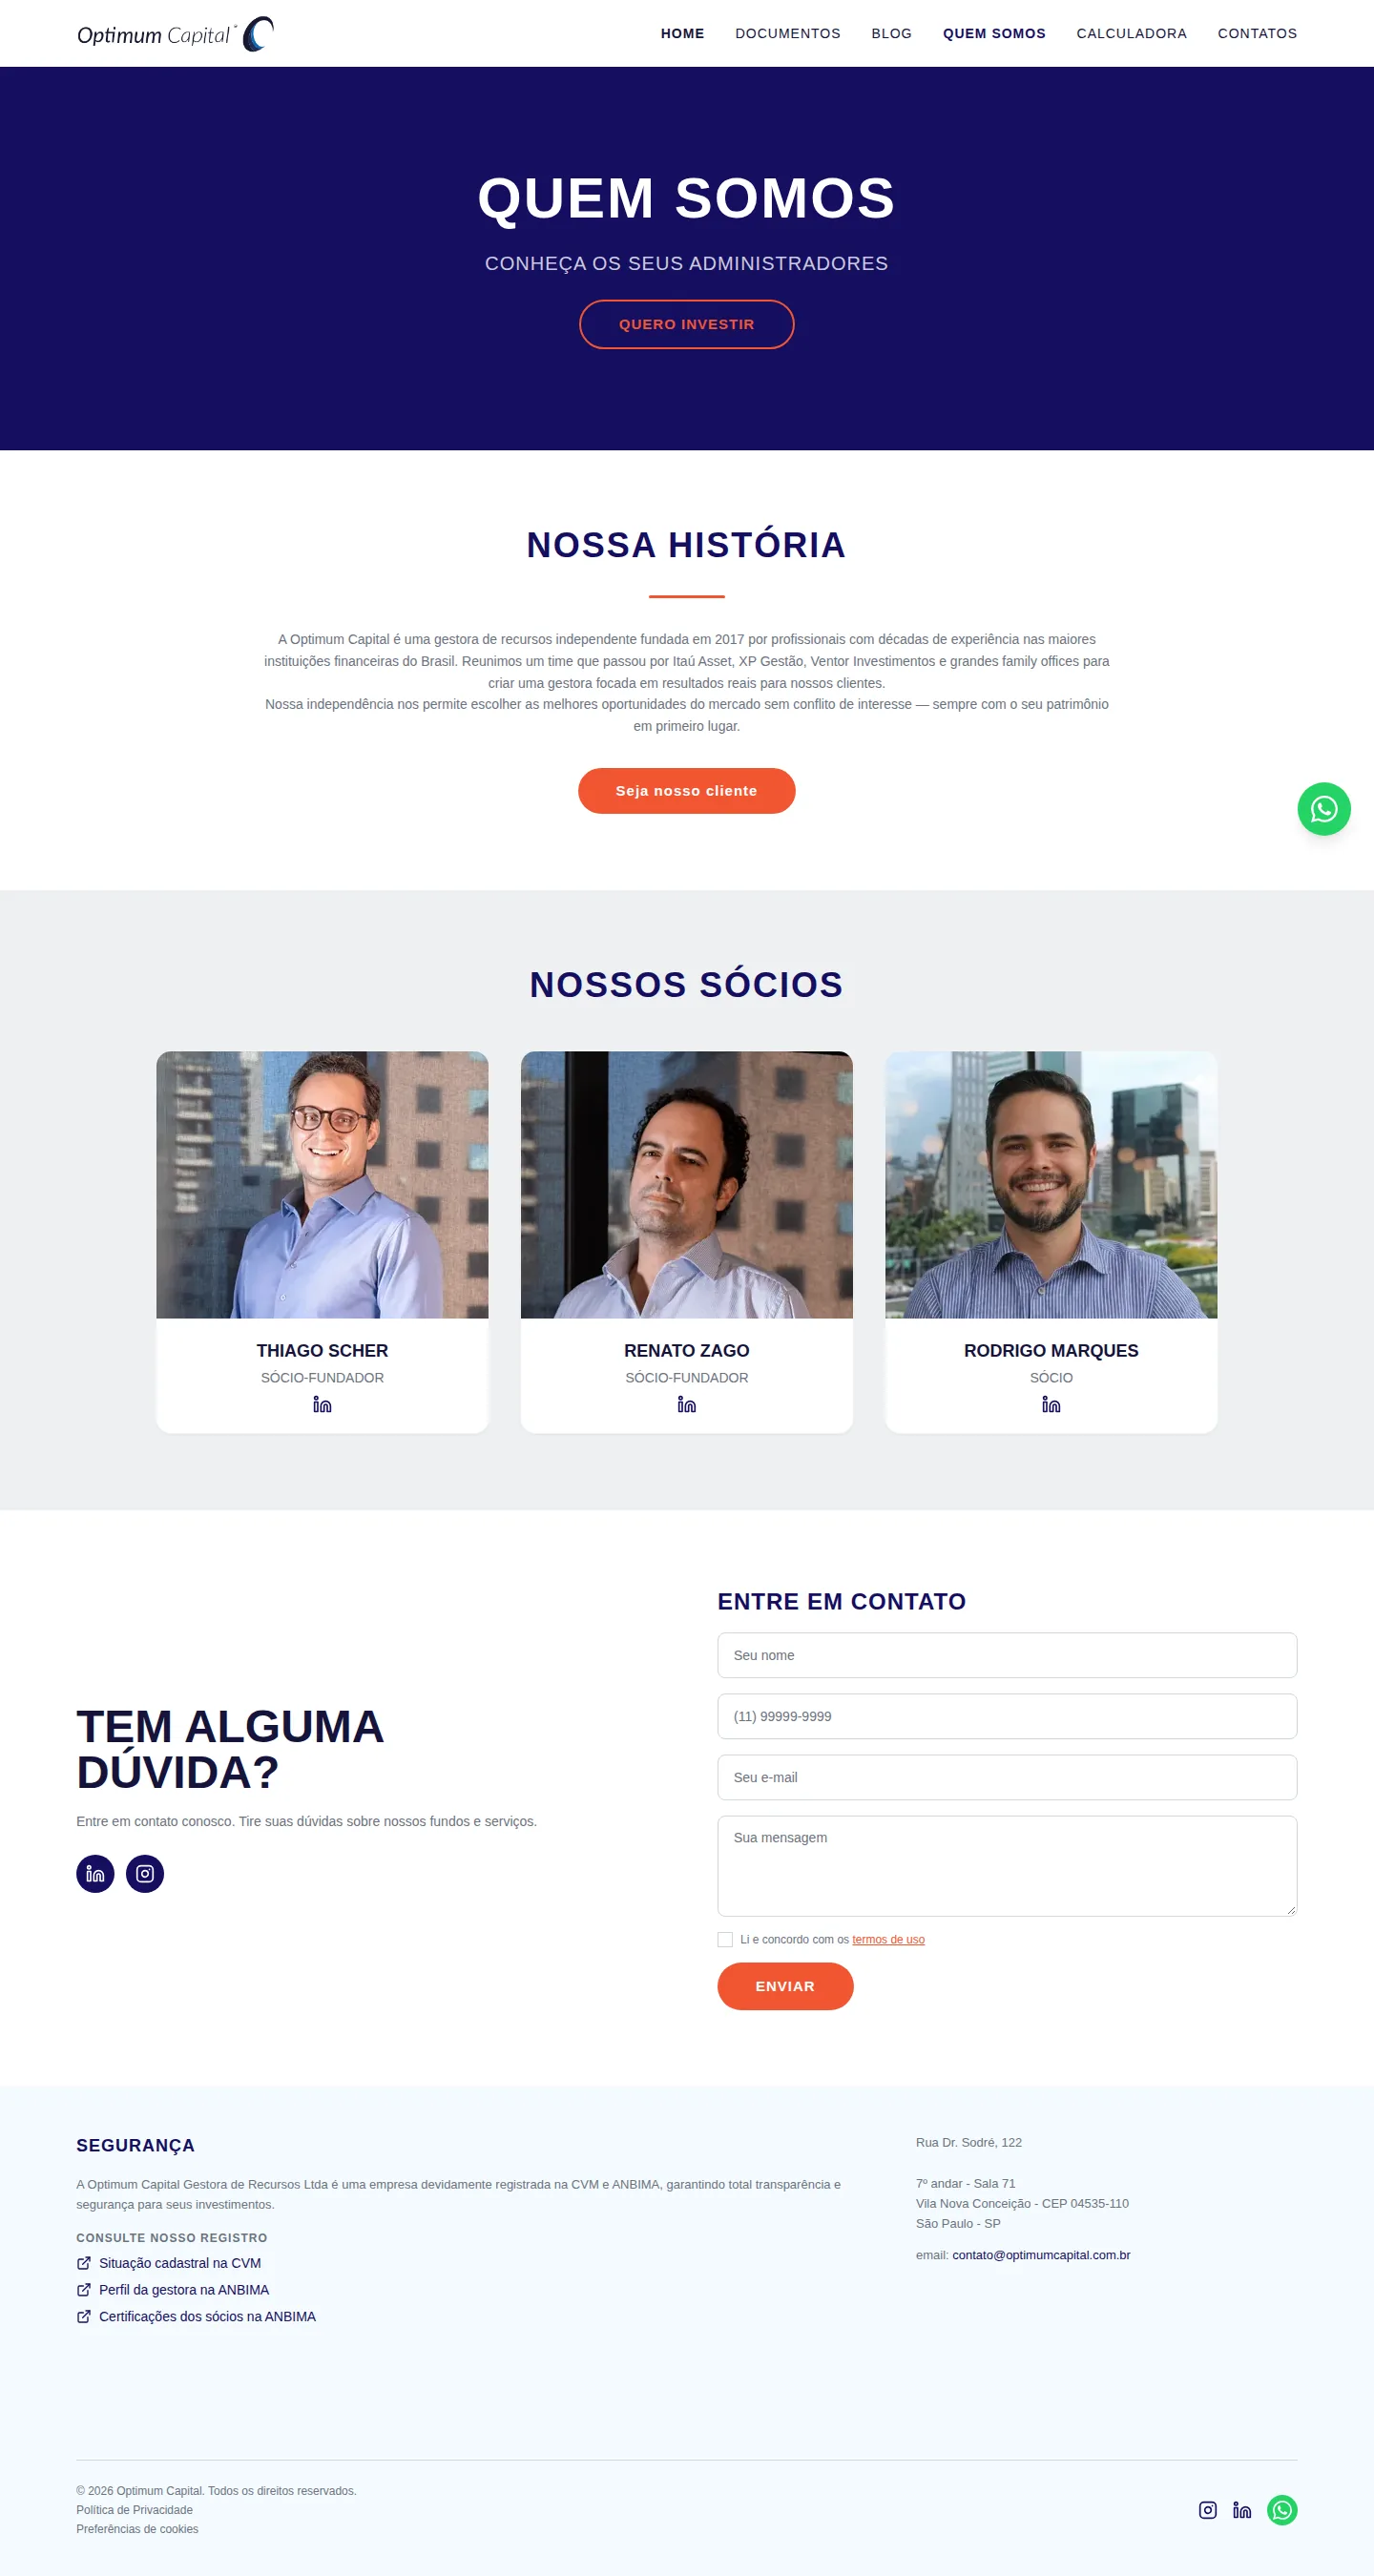 Optimum Capital
HOME DOCUMENTOS BLOG QUEM SOMOS CALCULADORA CONTATOS
QUEM SOMOS
CONHEÇA OS SEUS ADMINISTRADORES
QUERO INVESTIR
NOSSA HISTÓRIA
A Optimum Capital é uma gestora de recursos independente fundada em 2017 por profissionais com décadas de experiência nas maiores
instituições financeiras do Brasil. Reunimos um time que passou por Itaú Asset, XP Gestão, Ventor Investimentos e grandes family offices para
criar uma gestora focada em resultados reais para nossos clientes.
Nossa independência nos permite escolher as melhores oportunidades do mercado sem conflito de interesse — sempre com o seu patrimônio
em primeiro lugar.
Seja nosso cliente
NOSSOS SÓCIOS
THIAGO SCHER
SÓCIO-FUNDADOR
RENATO ZAGO
SÓCIO-FUNDADOR
RODRIGO MARQUES
SÓCIO
TEM ALGUMA
DÚVIDA?
Entre em contato conosco. Tire suas dúvidas sobre nossos fundos e serviços.
ENTRE EM CONTATO
Seu nome
(11) 99999-9999
Seu e-mail
Sua mensagem
Li e concordo com os termos de uso
ENVIAR
SEGURANÇA
A Optimum Capital Gestora de Recursos Ltda é uma empresa devidamente registrada na CVM e ANBIMA, garantindo total transparência e
segurança para seus investimentos.
CONSULTE NOSSO REGISTRO
Situação cadastral na CVM
Perfil da gestora na ANBIMA
Certificações dos sócios na ANBIMA
Rua Dr. Sodré, 122
7º andar - Sala 71
Vila Nova Conceição - CEP 04535-110
São Paulo - SP
email: contato@optimumcapital.com.br
© 2026 Optimum Capital. Todos os direitos reservados.
Política de Privacidade
Preferências de cookies